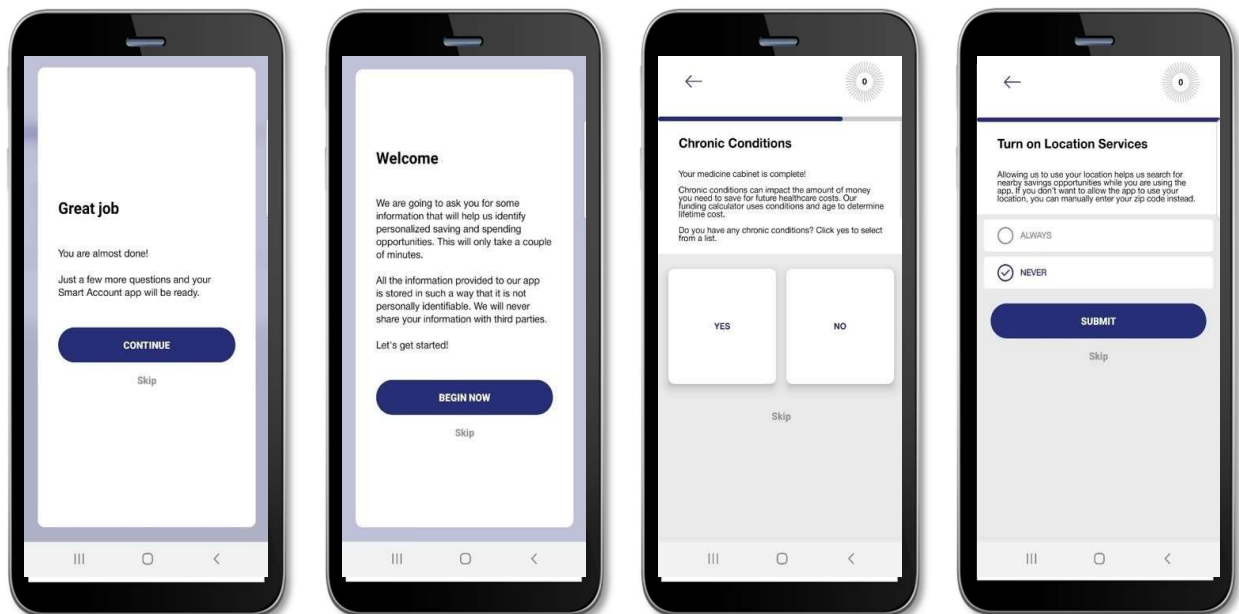 Great job
You are almost done!
Just a few more questions and your
Smart Account app will be ready.
CONTINUE
Skip
Welcome
We are going to ask you for some
information that will help us identify
personalized saving and spending
opportunities. This will only take a couple
of minutes.
All the information provided to our app
is stored in such a way that it is not
personally identifiable. We will never
share your information with third parties.
Let's get started!
BEGIN NOW
Skip
0
Chronic Conditions
Your medicine cabinet is complete!
Chronic conditions can impact the amount of money
you need to save for future healthcare costs. Our
funding calculator uses conditions and age to determine
lifetime cost.
Do you have any chronic conditions? Click yes to select
from a list.
YES
NO
Skip
0
Turn on Location Services
Allowing us to use your location helps us search for
nearby savings opportunities while you are using the
app. If you don't want to allow the app to use your
location, you can manually enter your zip code instead.
ALWAYS
NEVER
SUBMIT
Skip